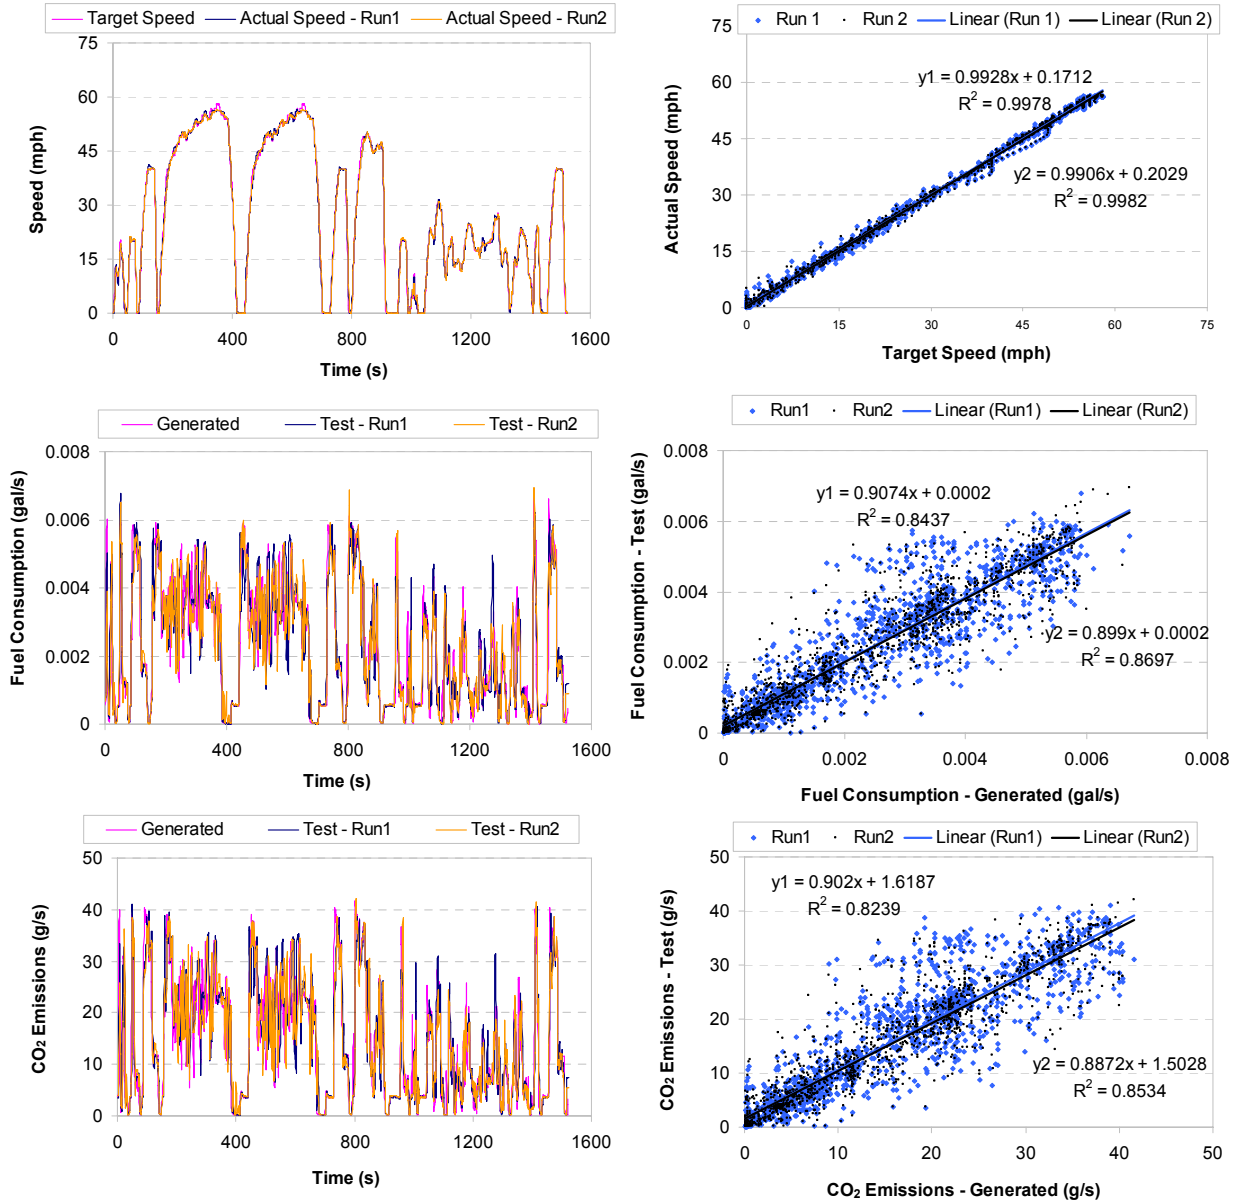 Target Speed Actual Speed - Run1 Actual Speed - Run2
75
60
45
30
15
0
Speed (mph)
0 400 800 1200 1600
Time (s)
Run 1 Run 2 Linear (Run 1) Linear (Run 2)
75
60
45
30
15
0
Actual Speed (mph)
y1 = 0.9928x + 0.1712
R² = 0.9978
y2 = 0.9906x + 0.2029
R² = 0.9982
0 15 30 45 60 75
Target Speed (mph)
Generated Test - Run1 Test - Run2
0.008
0.006
0.004
0.002
0
Fuel Consumption (gal/s)
0 400 800 1200 1600
Time (s)
Run1 Run2 Linear (Run1) Linear (Run2)
0.008
0.006
0.004
0.002
0
Fuel Consumption - Test (gal/s)
y1 = 0.9074x + 0.0002
R² = 0.8437
y2 = 0.899x + 0.0002
R² = 0.8697
0 0.002 0.004 0.006 0.008
Fuel Consumption - Generated (gal/s)
Generated Test - Run1 Test - Run2
50
40
30
20
10
0
CO₂ Emissions (g/s)
0 400 800 1200 1600
Time (s)
Run1 Run2 Linear (Run1) Linear (Run2)
50
40
30
20
10
0
CO₂ Emissions - Test (g/s)
y1 = 0.902x + 1.6187
R² = 0.8239
y2 = 0.8872x + 1.5028
R² = 0.8534
0 10 20 30 40 50
CO₂ Emissions - Generated (g/s)